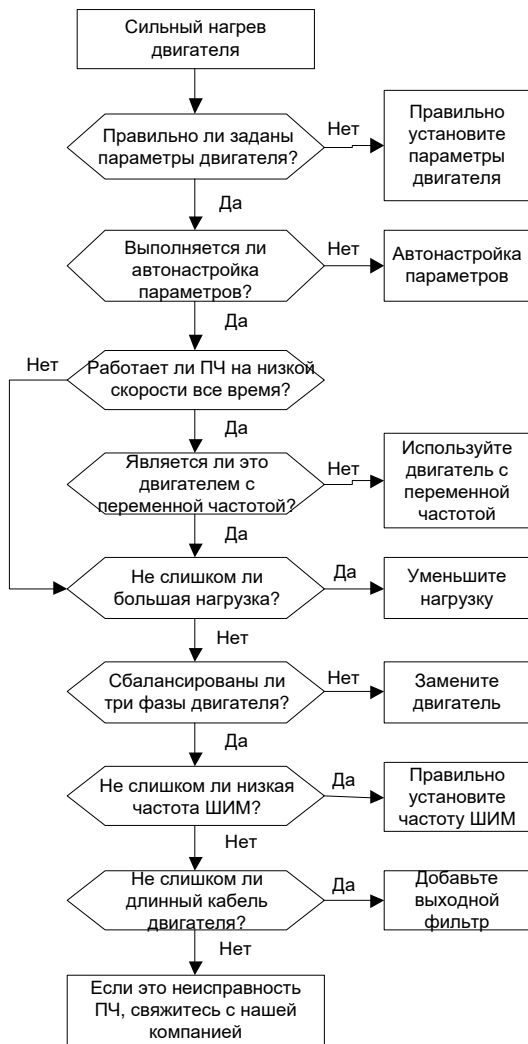 Сильный нагрев
двигателя
Правильно ли заданы
параметры двигателя?
Нет
Правильно
установите
параметры
двигателя
Да
Выполняется ли
автонастройка
параметров?
Нет
Автонастройка
параметров
Да
Нет
Работает ли ПЧ на низкой
скорости все время?
Да
Является ли это
двигателем с
переменной частотой?
Нет
Используйте
двигатель с
переменной
частотой
Да
Не слишком ли
большая нагрузка?
Да
Уменьшите
нагрузку
Нет
Сбалансированы ли
три фазы двигателя?
Нет
Замените
двигатель
Да
Не слишком ли низкая
частота ШИМ?
Да
Правильно
установите
частоту ШИМ
Нет
Не слишком ли
длинный кабель
двигателя?
Да
Добавьте
выходной
фильтр
Нет
Если это неисправность
ПЧ, свяжитесь с нашей
компанией